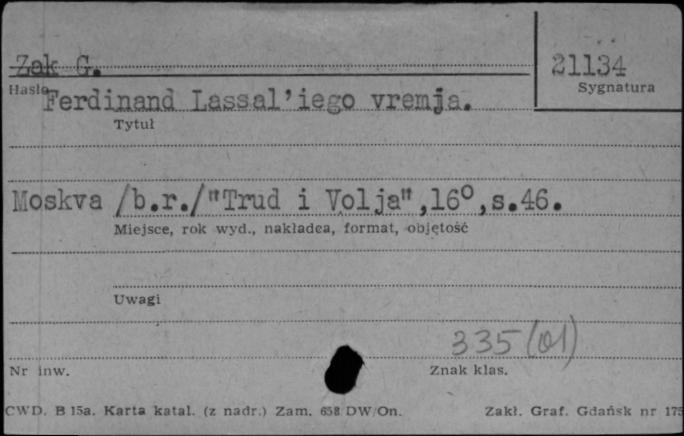 Zak G.
21134
Hasło
Sygnatura
Ferdinand Lassal'iego vremja.
Tytuł
Moskva /b.r./"Trud i Volja",16°,s.46.
Miejsce, rok wyd., nakładca, format, objętość
Uwagi
335(01)
Nr inw.
Znak klas.
CWD. B 15a. Karta katal. (z nadr.) Zam. 658 DW/On.
Zakł. Graf. Gdańsk nr 175